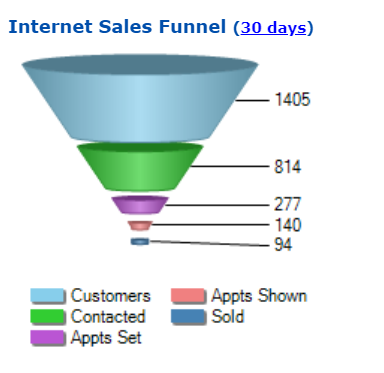 Internet Sales Funnel (30 days)
1405
814
277
140
94
Customers
Appts Shown
Contacted
Sold
Appts Set